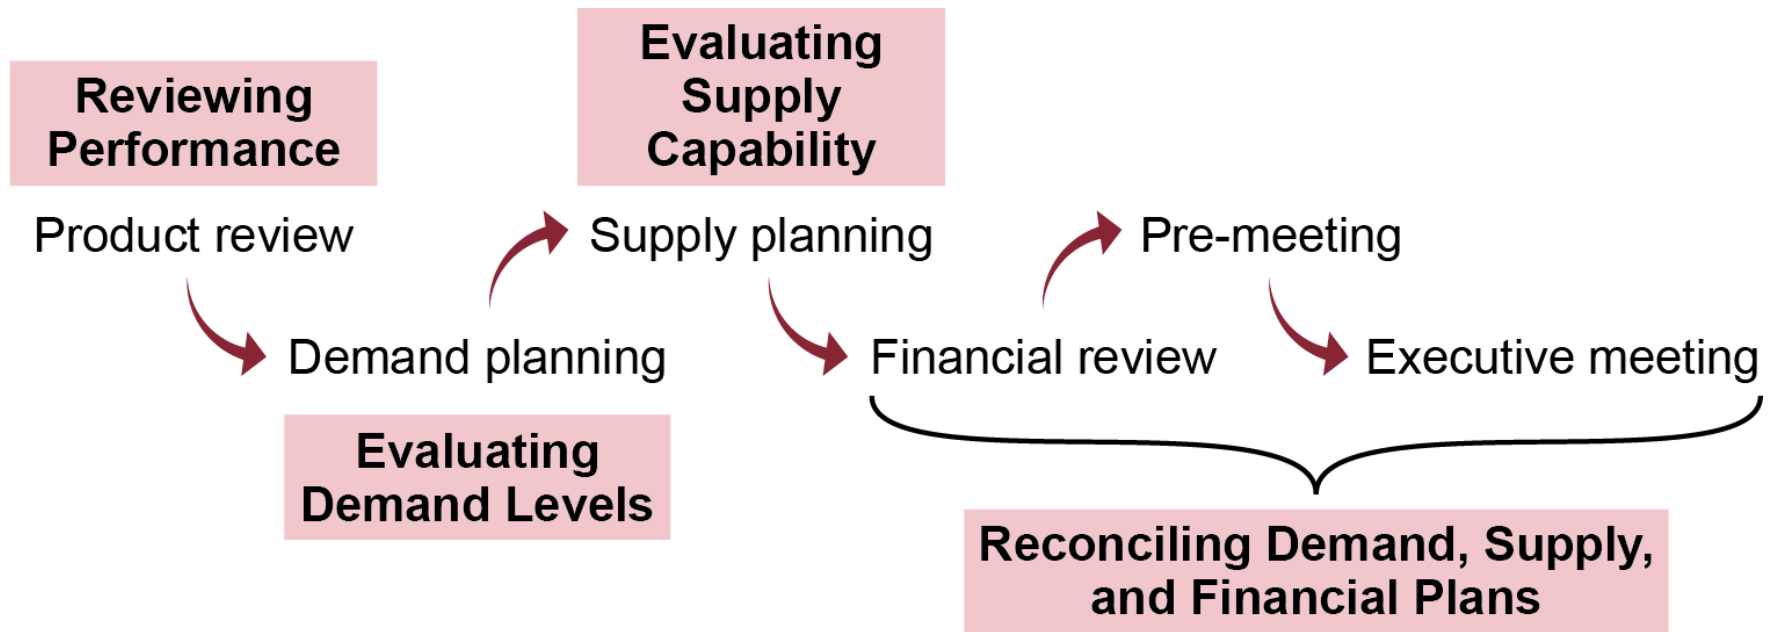 Reviewing
Performance
Product review
Demand planning
Evaluating
Demand Levels
Evaluating
Supply
Capability
Supply planning
Financial review
Pre-meeting
Executive meeting
Reconciling Demand, Supply,
and Financial Plans